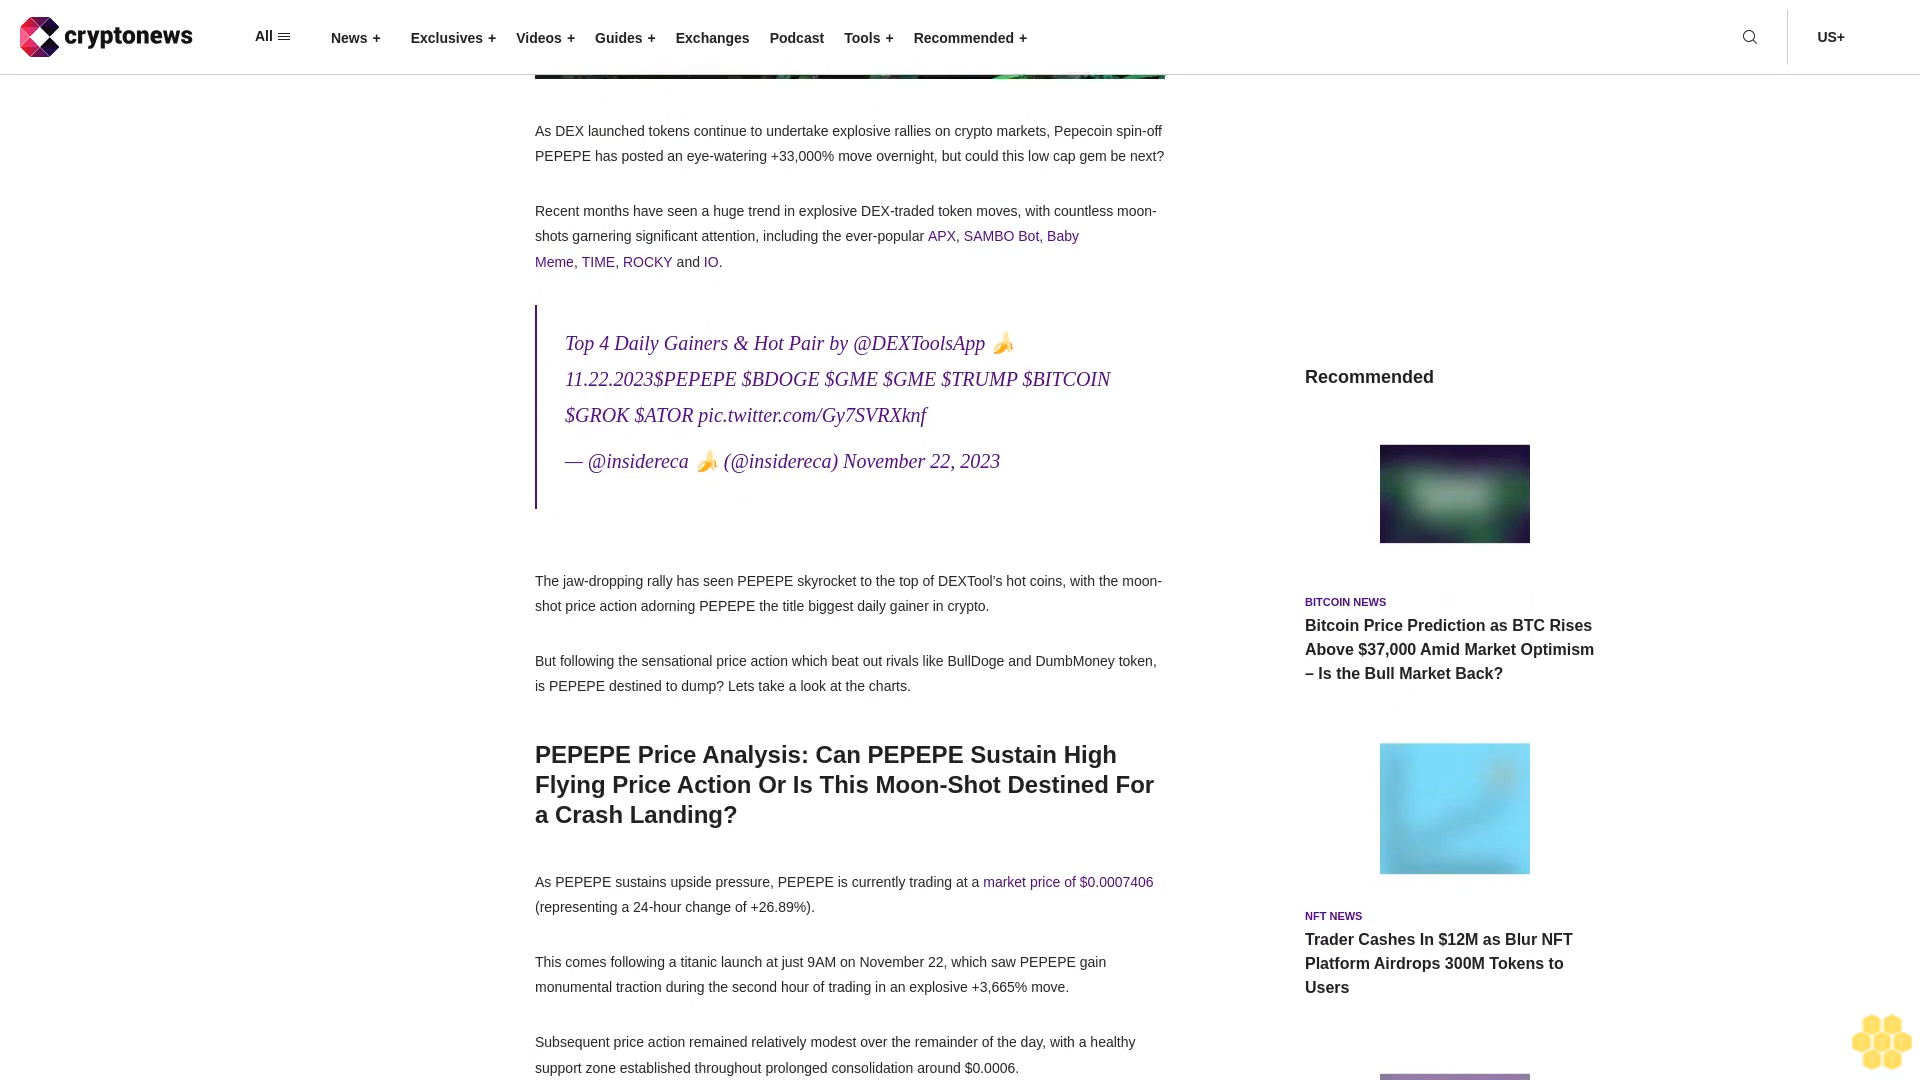 cryptonews
All
News +
Exclusives +
Videos +
Guides +
Exchanges
Podcast
Tools +
Recommended +
US+
As DEX launched tokens continue to undertake explosive rallies on crypto markets, Pepecoin spin-off
PEPEPE has posted an eye-watering +33,000% move overnight, but could this low cap gem be next?
Recent months have seen a huge trend in explosive DEX-traded token moves, with countless moon-
shots garnering significant attention, including the ever-popular APX, SAMBO Bot, Baby
Meme, TIME, ROCKY and IO.
Top 4 Daily Gainers & Hot Pair by @DEXToolsApp 🍌
11.22.2023$PEPEPE $BDOGE $GME $GME $TRUMP $BITCOIN
$GROK $ATOR pic.twitter.com/Gy7SVRXknf
— @insidereca 🍌 (@insidereca) November 22, 2023
The jaw-dropping rally has seen PEPEPE skyrocket to the top of DEXTool’s hot coins, with the moon-
shot price action adorning PEPEPE the title biggest daily gainer in crypto.
But following the sensational price action which beat out rivals like BullDoge and DumbMoney token,
is PEPEPE destined to dump? Lets take a look at the charts.
PEPEPE Price Analysis: Can PEPEPE Sustain High
Flying Price Action Or Is This Moon-Shot Destined For
a Crash Landing?
As PEPEPE sustains upside pressure, PEPEPE is currently trading at a market price of $0.0007406
(representing a 24-hour change of +26.89%).
This comes following a titanic launch at just 9AM on November 22, which saw PEPEPE gain
monumental traction during the second hour of trading in an explosive +3,665% move.
Subsequent price action remained relatively modest over the remainder of the day, with a healthy
support zone established throughout prolonged consolidation around $0.0006.
Recommended
BITCOIN NEWS
Bitcoin Price Prediction as BTC Rises
Above $37,000 Amid Market Optimism
– Is the Bull Market Back?
NFT NEWS
Trader Cashes In $12M as Blur NFT
Platform Airdrops 300M Tokens to
Users